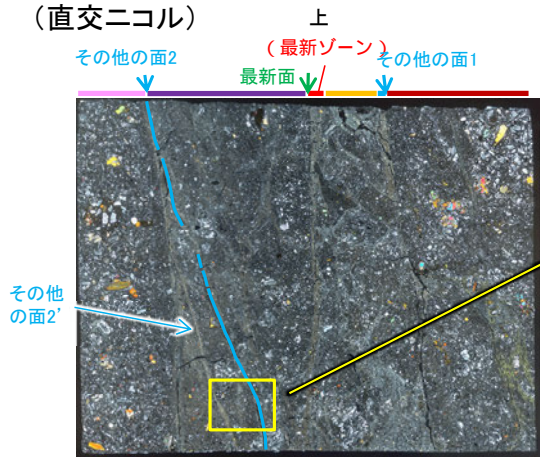 （直交ニコル）
上
（最新ゾーン）
その他の面2
その他の面1
最新面
その他
の面2'